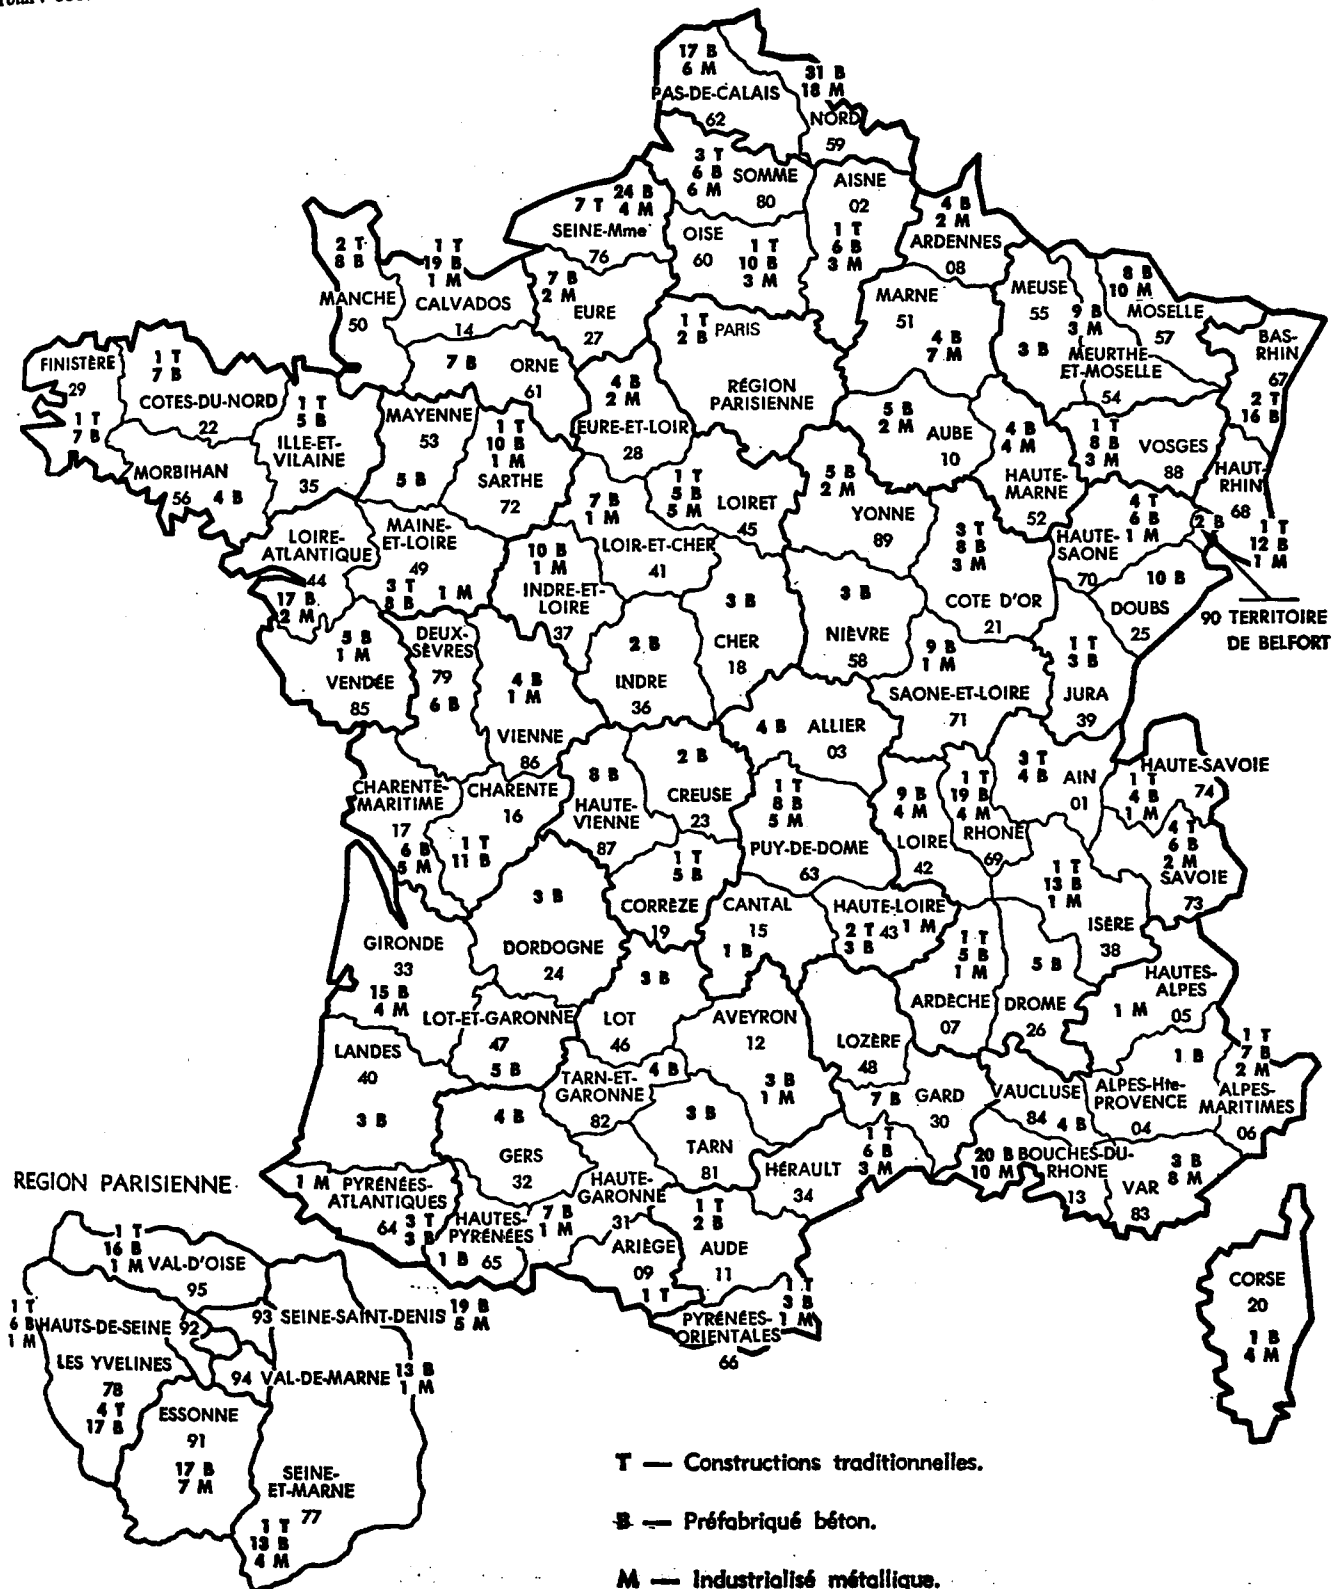 17 B
6 M
PAS-DE-CALAIS
62
31 B
18 M
NORD
59
3 T
6 B
6 M
SOMME
80
AISNE
02
1 T
6 B
3 M
4 B
2 M
ARDENNES
08
24 B
7 T 4 M
SEINE-Mme
76
OISE
60
1 T
10 B
3 M
2 T
8 B
MANCHE
50
1 T
19 B
1 M
CALVADOS
14
7 B
2 M
EURE
27
1 T
2 B
PARIS
RÉGION
PARISIENNE
MARNE
51
4 B
7 M
MEUSE
55
3 B
9 B
3 M
MEURTHE-
ET-MOSELLE
54
8 B
10 M
MOSELLE
57
BAS-
RHIN
67
2 T
16 B
FINISTÈRE
29
1 T
7 B
1 T
7 B
COTES-DU-NORD
22
1 T
5 B
ILLE-ET-
VILAINE
35
MORBIHAN
56 4 B
7 B
ORNE
61
MAYENNE
53
5 B
1 T
10 B
1 M
SARTHE
72
4 B
2 M
EURE-ET-LOIR
28
1 T
5 B
5 M
LOIRET
45
5 B
2 M
AUBE
10
5 B
2 M
YONNE
89
4 B
4 M
HAUTE-
MARNE
52
1 T
8 B
3 M
VOSGES
88
HAUT-
RHIN
68
1 T
12 B
1 M
2 B
90 TERRITOIRE
DE BELFORT
LOIRE-
ATLANTIQUE
44
17 B
2 M
MAINE-
ET-LOIRE
49
3 T
8 B
1 M
10 B
1 M
INDRE-ET-
LOIRE
37
7 B
1 M
LOIR-ET-CHER
41
3 B
CHER
18
3 B
NIÈVRE
58
3 T
8 B
3 M
COTE D'OR
21
4 T
6 B
1 M
HAUTE-
SAONE
70
10 B
DOUBS
25
5 B
1 M
VENDÉE
85
DEUX-
SÈVRES
79
6 B
4 B
1 M
VIENNE
86
2 B
INDRE
36
4 B
ALLIER
03
9 B
1 M
SAONE-ET-LOIRE
71
1 T
3 B
JURA
39
CHARENTE-
MARITIME
17
6 B
5 M
CHARENTE
16
1 T
11 B
8 B
HAUTE-
VIENNE
87
2 B
CREUSE
23
1 T
8 B
5 M
PUY-DE-DOME
63
9 B
4 M
LOIRE
42
1 T
19 B
4 M
RHONE
69
3 T
4 B
AIN
01
HAUTE-SAVOIE
74
1 T
4 B
1 M
4 T
6 B
2 M
SAVOIE
73
1 T
13 B
1 M
ISÈRE
38
GIRONDE
33
15 B
4 M
3 B
DORDOGNE
24
1 T
5 B
CORRÈZE
19
CANTAL
15
1 B
HAUTE-LOIRE
43
2 T
3 B
1 M
1 T
5 B
1 M
ARDÈCHE
07
5 B
DROME
26
HAUTES-
ALPES
05
1 M
LANDES
40
3 B
LOT-ET-GARONNE
47
5 B
3 B
LOT
46
AVEYRON
12
3 B
1 M
LOZÈRE
48
4 B
TARN-ET-
GARONNE
82
3 B
TARN
81
7 B
GARD
30
VAUCLUSE
84 4 B
1 B
ALPES-Hte-
PROVENCE
04
1 T
7 B
2 M
ALPES-
MARITIMES
06
4 B
GERS
32
HAUTE-
GARONNE
31
7 B
1 M
1 T
6 B
3 M
HÉRAULT
34
20 B
10 M
BOUCHES-DU-
RHONE
13
3 B
8 M
VAR
83
1 M
PYRÉNÉES-
ATLANTIQUES
64
3 T
3 B
HAUTES-
PYRÉNÉES
1 B 65
ARIÈGE
09
1 T
1 T
2 B
AUDE
11
1 T
3 B
1 M
PYRÉNÉES-
ORIENTALES
66
CORSE
20
1 B
4 M
REGION PARISIENNE
1 T
16 B
1 M
VAL-D'OISE
95
93 SEINE-SAINT-DENIS
19 B
5 M
1 T
6 B
1 M
HAUTS-DE-SEINE 92
LES YVELINES
78
4 T
17 B
94 VAL-DE-MARNE
13 B
1 M
ESSONNE
91
17 B
7 M
SEINE-
ET-MARNE
77
1 T
13 B
4 M
T — Constructions traditionnelles.
B — Préfabriqué béton.
M — Industrialisé métallique.